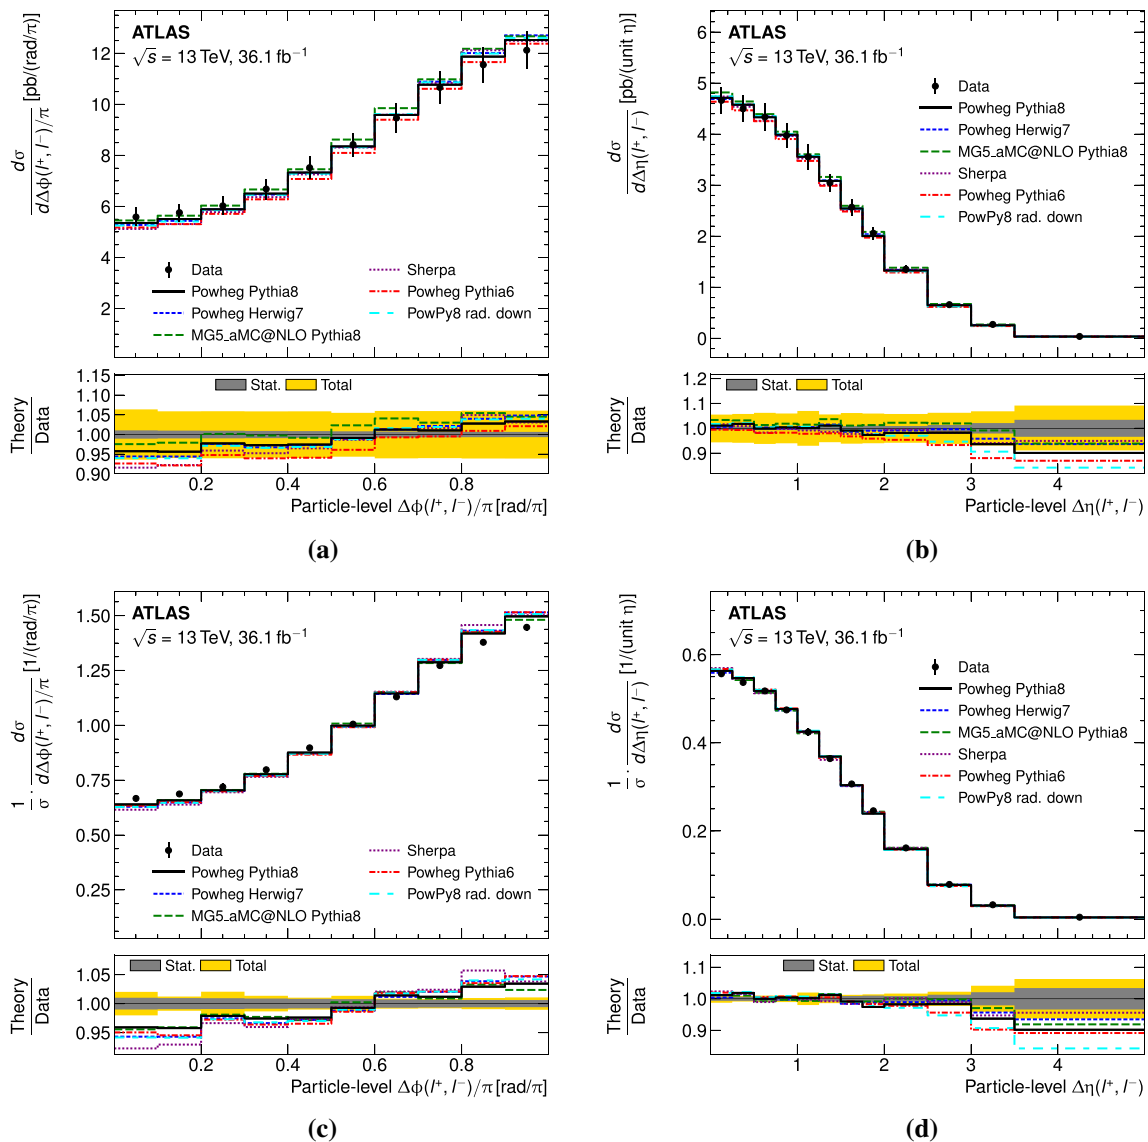 ATLAS
√s = 13 TeV, 36.1 fb⁻¹
dσ / dΔϕ(l⁺, l⁻)/π [pb/(rad/π)]
12
10
8
6
4
2
Data
Powheg Pythia8
Powheg Herwig7
MG5_aMC@NLO Pythia8
Sherpa
Powheg Pythia6
PowPy8 rad. down
Theory / Data
1.15
1.10
1.05
1.00
0.95
0.90
Stat. Total
0.2 0.4 0.6 0.8
Particle-level Δϕ(l⁺, l⁻)/π [rad/π]
(a)
ATLAS
√s = 13 TeV, 36.1 fb⁻¹
dσ / dΔη(l⁺, l⁻) [pb/(unit η)]
6
5
4
3
2
1
0
Data
Powheg Pythia8
Powheg Herwig7
MG5_aMC@NLO Pythia8
Sherpa
Powheg Pythia6
PowPy8 rad. down
Theory / Data
1.2
1.1
1.0
0.9
Stat. Total
1 2 3 4
Particle-level Δη(l⁺, l⁻)
(b)
ATLAS
√s = 13 TeV, 36.1 fb⁻¹
1/σ · dσ / dΔϕ(l⁺, l⁻)/π [1/(rad/π)]
1.50
1.25
1.00
0.75
0.50
0.25
Data
Powheg Pythia8
Powheg Herwig7
MG5_aMC@NLO Pythia8
Sherpa
Powheg Pythia6
PowPy8 rad. down
Theory / Data
1.05
1.00
0.95
Stat. Total
0.2 0.4 0.6 0.8
Particle-level Δϕ(l⁺, l⁻)/π [rad/π]
(c)
ATLAS
√s = 13 TeV, 36.1 fb⁻¹
1/σ · dσ / dΔη(l⁺, l⁻) [1/(unit η)]
0.6
0.4
0.2
0.0
Data
Powheg Pythia8
Powheg Herwig7
MG5_aMC@NLO Pythia8
Sherpa
Powheg Pythia6
PowPy8 rad. down
Theory / Data
1.1
1.0
0.9
Stat. Total
1 2 3 4
Particle-level Δη(l⁺, l⁻)
(d)